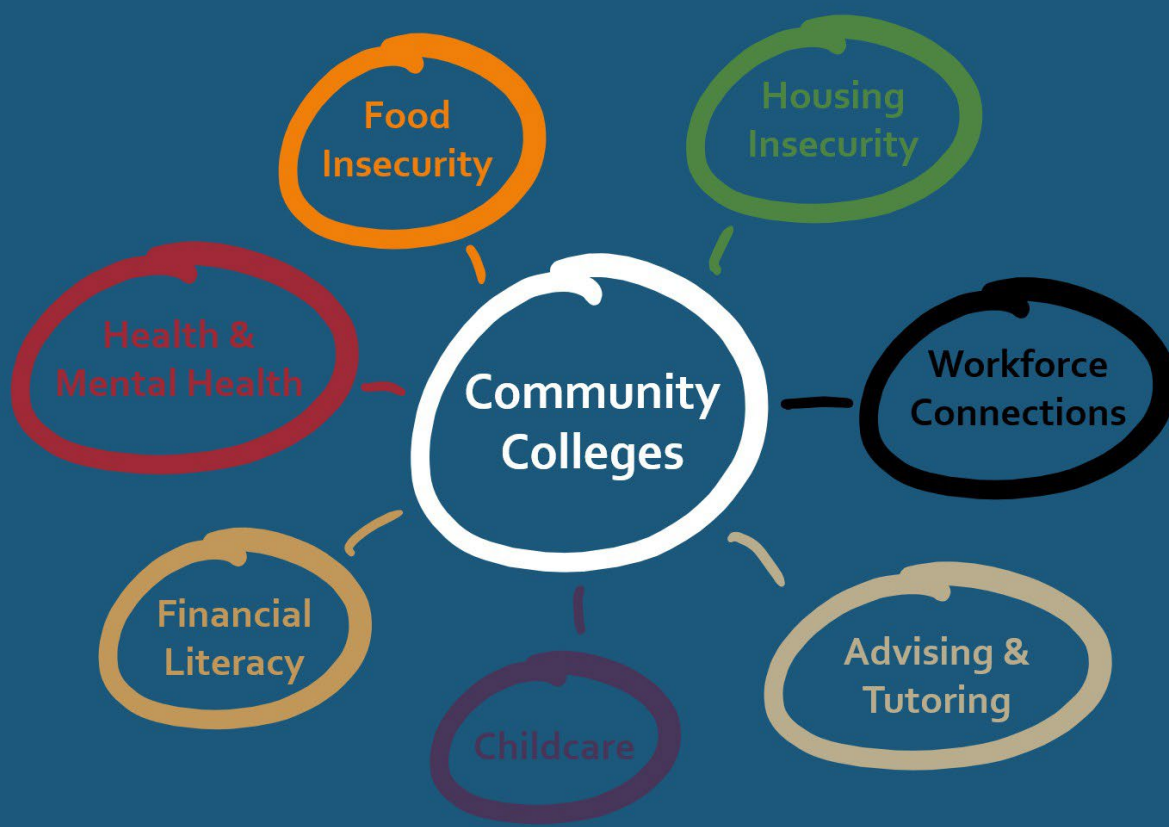 Food
Insecurity
Housing
Insecurity
Health &
Mental Health
Community
Colleges
Workforce
Connections
Financial
Literacy
Advising &
Tutoring
Childcare